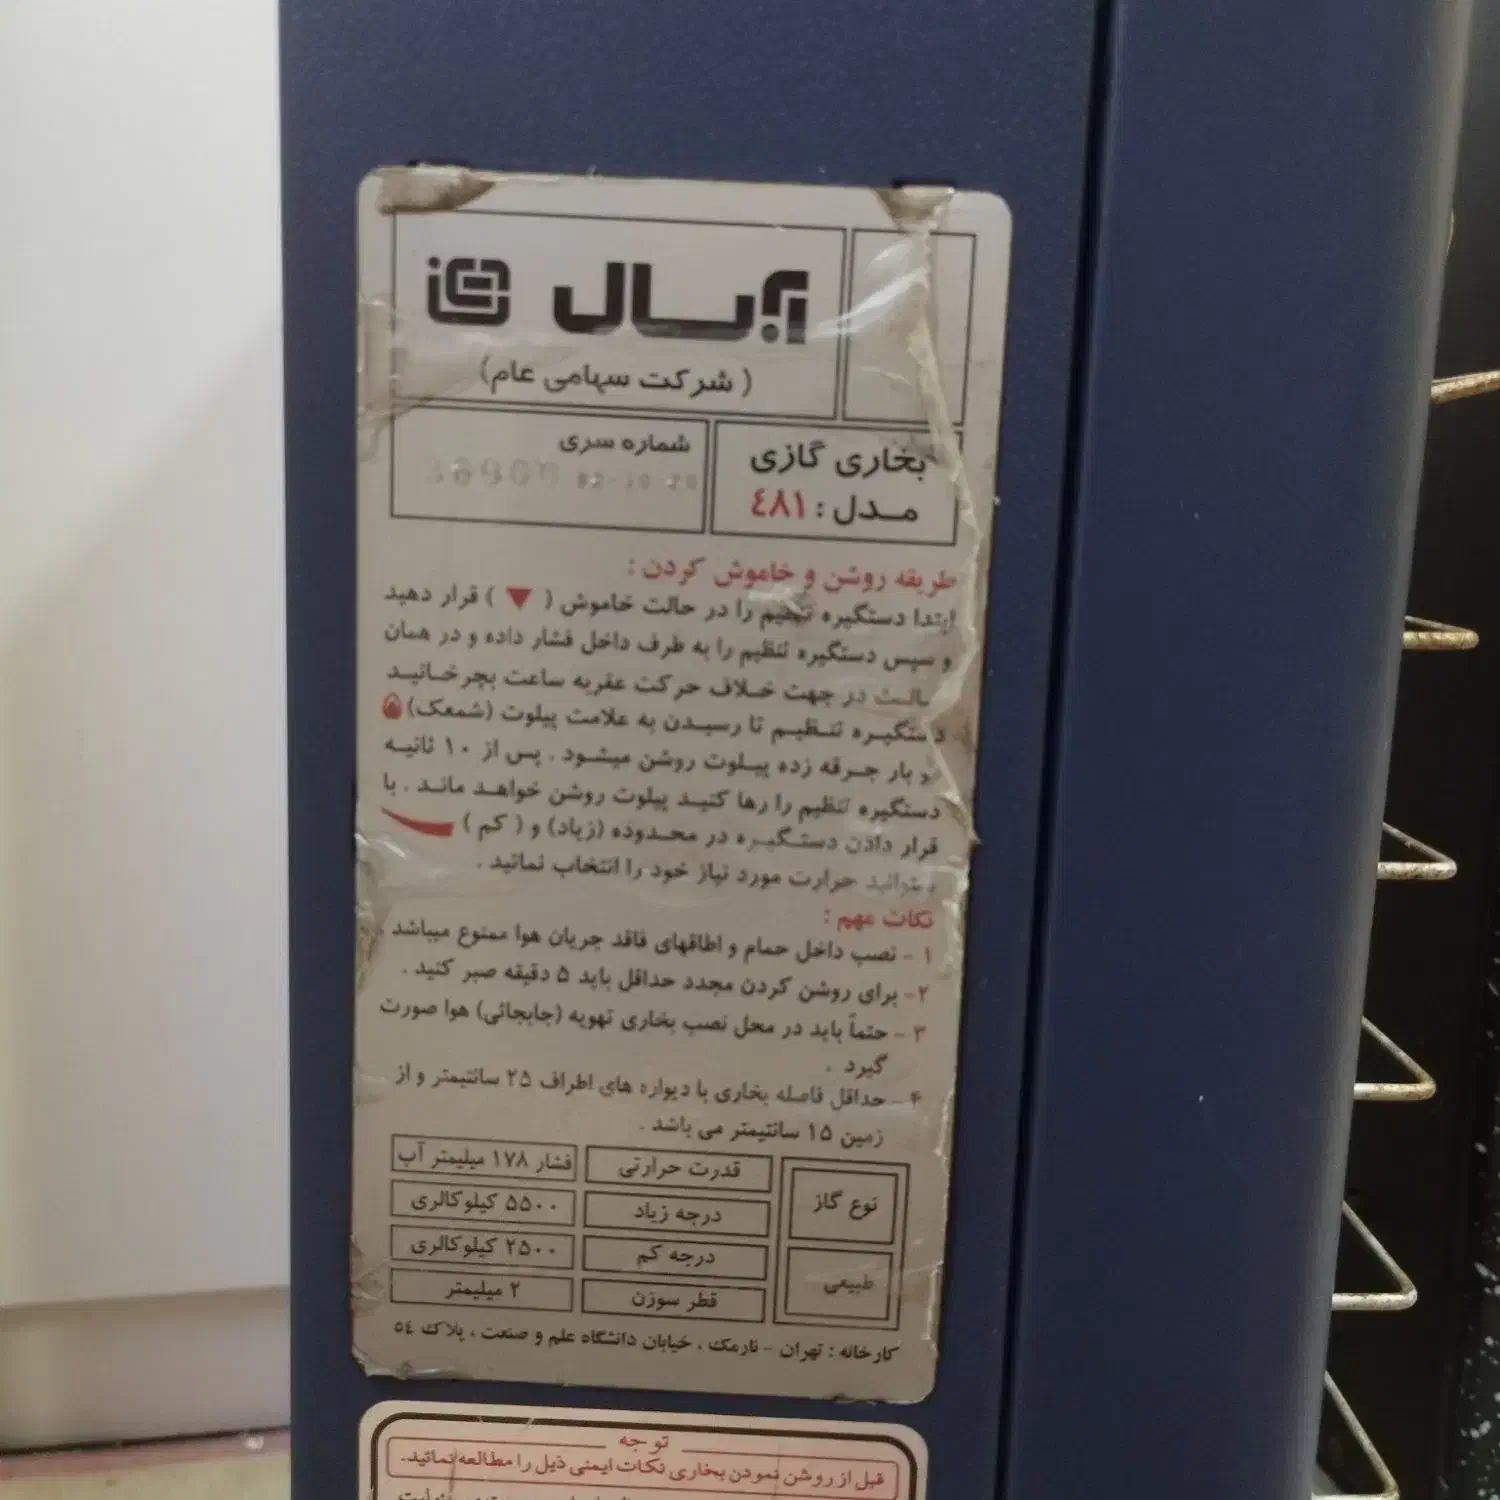 آبسال
(شرکت سهامی عام)
بخاری گازی
مدل : ٤٨١
شماره سری
طریقه روشن و خاموش کردن :
ابتدا دستگیره تنظیم را در حالت خاموش ( ▼ ) قرار دهید
و سپس دستگیره تنظیم را به طرف داخل فشار داده و در همان
حالت در جهت خلاف حرکت عقربه ساعت بچرخانید
دستگیره تنظیم تا رسیدن به علامت پیلوت (شمعک)
بار جرقه زده پیلوت روشن میشود . پس از ۱۰ ثانیه
دستگیره تنظیم را رها کنید پیلوت روشن خواهد ماند . با
قرار دادن دستگیره در محدوده (زیاد) و ( کم )
میتوانید حرارت مورد نیاز خود را انتخاب نمائید .
نکات مهم :
۱ - نصب داخل حمام و اطاقهای فاقد جریان هوا ممنوع میباشد .
۲- برای روشن کردن مجدد حداقل باید ۵ دقیقه صبر کنید .
۳ - حتماً باید در محل نصب بخاری تهویه (جابجائی) هوا صورت
گیرد .
۴ - حداقل فاصله بخاری با دیواره های اطراف ۲۵ سانتیمتر و از
زمین ۱۵ سانتیمتر می باشد .
نوع گاز
طبیعی
قدرت حرارتی فشار ۱۷۸ میلیمتر آب
درجه زیاد ۵۵۰۰ کیلوکالری
درجه کم ۲۵۰۰ کیلوکالری
قطر سوزن ۲ میلیمتر
کارخانه : تهران - نارمک ، خیابان دانشگاه علم و صنعت ، پلاک ٥٤
توجه
قبل از روشن نمودن بخاری نکات ایمنی ذیل را مطالعه نمائید.